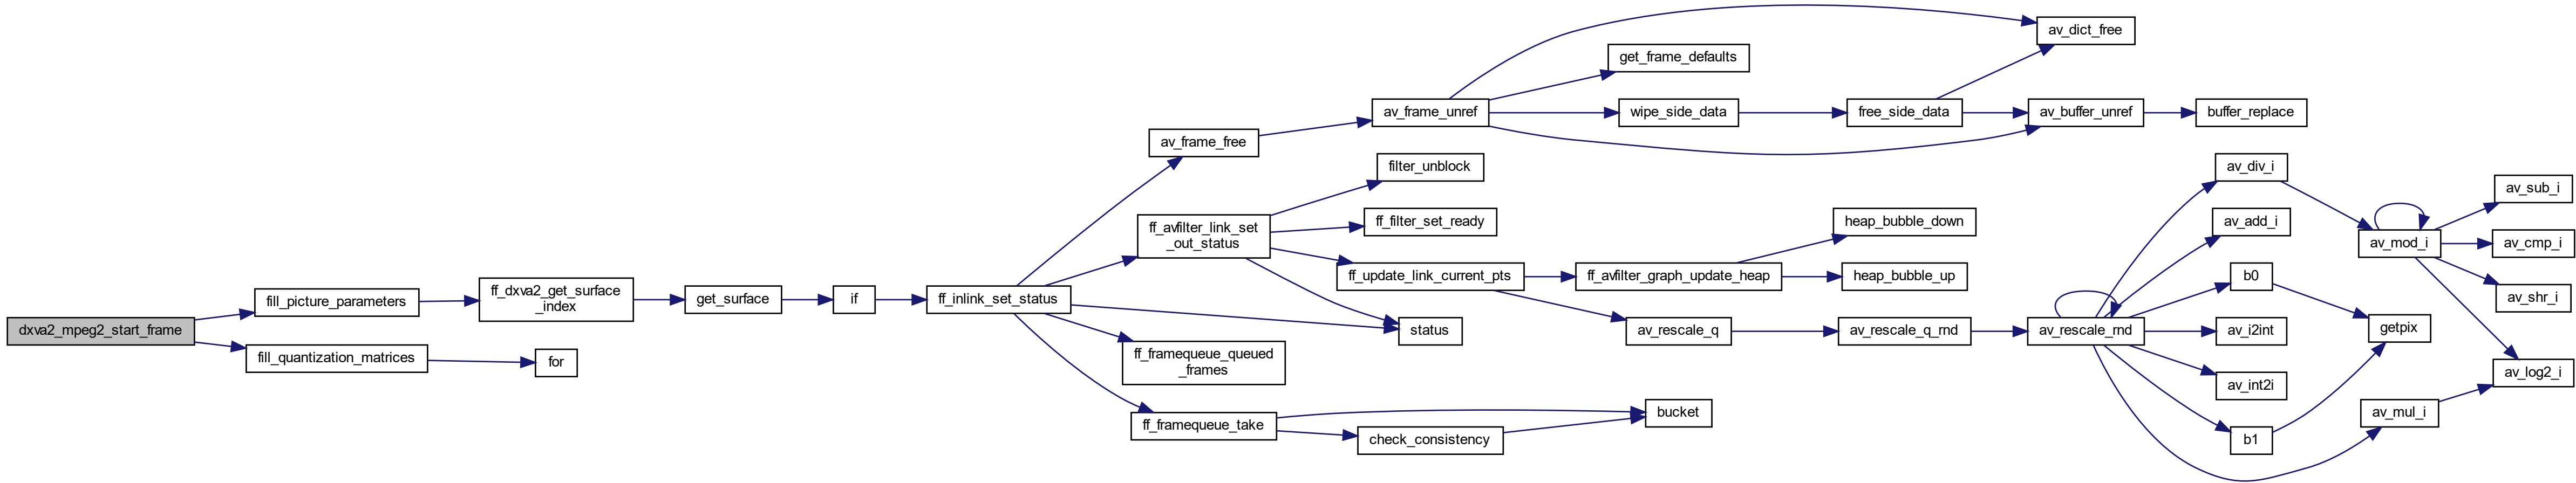 dxva2_mpeg2_start_frame
fill_picture_parameters
fill_quantization_matrices
ff_dxva2_get_surface
_index
for
get_surface
if
ff_inlink_set_status
av_frame_free
ff_avfilter_link_set
_out_status
ff_framequeue_queued
_frames
ff_framequeue_take
av_frame_unref
filter_unblock
ff_filter_set_ready
ff_update_link_current_pts
status
check_consistency
bucket
get_frame_defaults
wipe_side_data
ff_avfilter_graph_update_heap
av_rescale_q
free_side_data
heap_bubble_down
heap_bubble_up
av_rescale_q_rnd
av_dict_free
av_buffer_unref
av_rescale_rnd
buffer_replace
av_div_i
av_add_i
b0
av_i2int
av_int2i
b1
av_mod_i
getpix
av_mul_i
av_sub_i
av_cmp_i
av_shr_i
av_log2_i